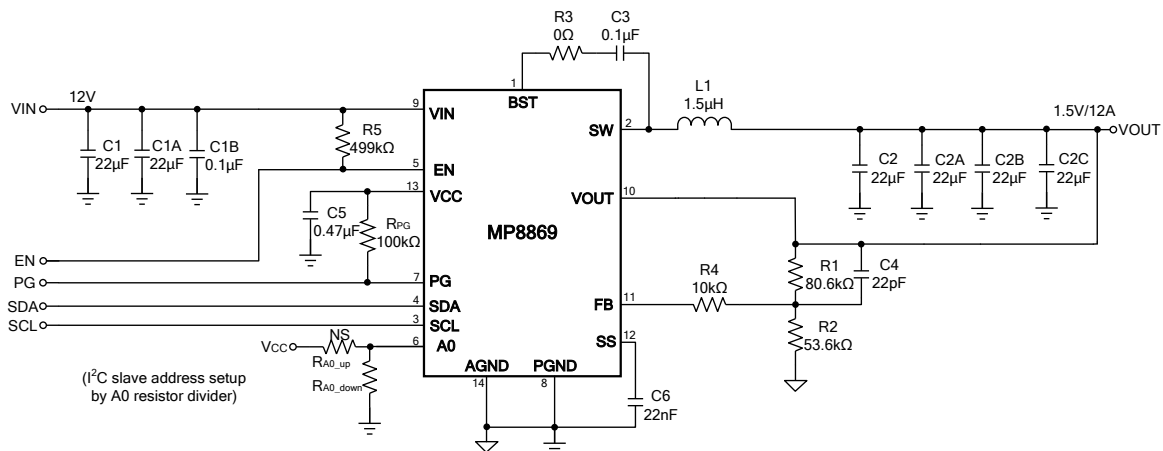 R3
0Ω
C3
0.1µF
1
BST
VIN
12V
9
VIN
C1
22µF
C1A
22µF
C1B
0.1µF
R5
499kΩ
5
EN
13
VCC
C5
0.47µF
RPG
100kΩ
MP8869
SW
2
L1
1.5µH
1.5V/12A
VOUT
C2
22µF
C2A
22µF
C2B
22µF
C2C
22µF
VOUT
10
EN
PG
7
PG
SDA
4
SDA
SCL
3
SCL
VCC
NS
6
A0
RA0_up
RA0_down
(I²C slave address setup
by A0 resistor divider)
AGND
14
PGND
8
FB
11
R4
10kΩ
R1
80.6kΩ
C4
22pF
R2
53.6kΩ
SS
12
C6
22nF